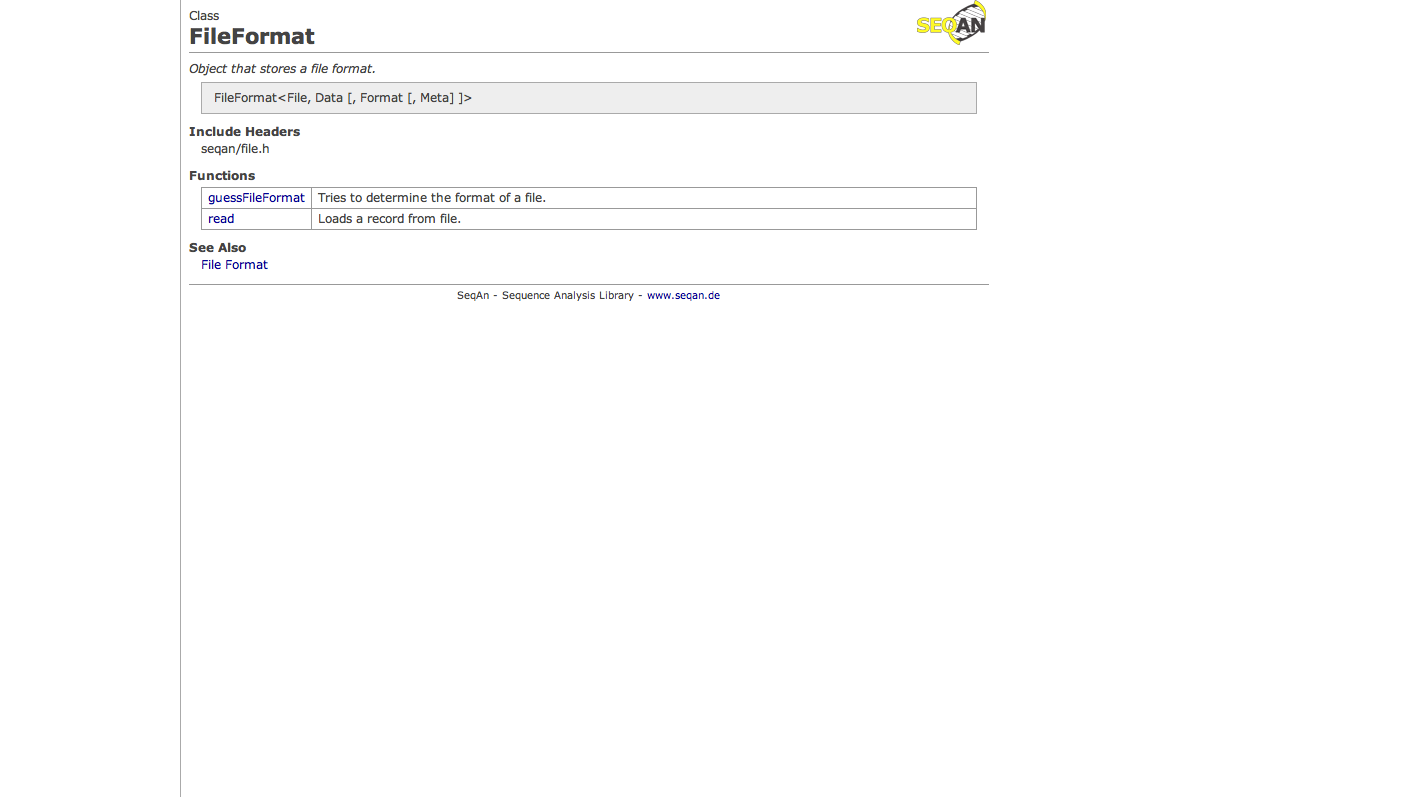 Class
FileFormat
SEQAN
Object that stores a file format.
FileFormat<File, Data [, Format [, Meta] ]>
Include Headers
seqan/file.h
Functions
guessFileFormat Tries to determine the format of a file.
read Loads a record from file.
See Also
File Format
SeqAn - Sequence Analysis Library - www.seqan.de